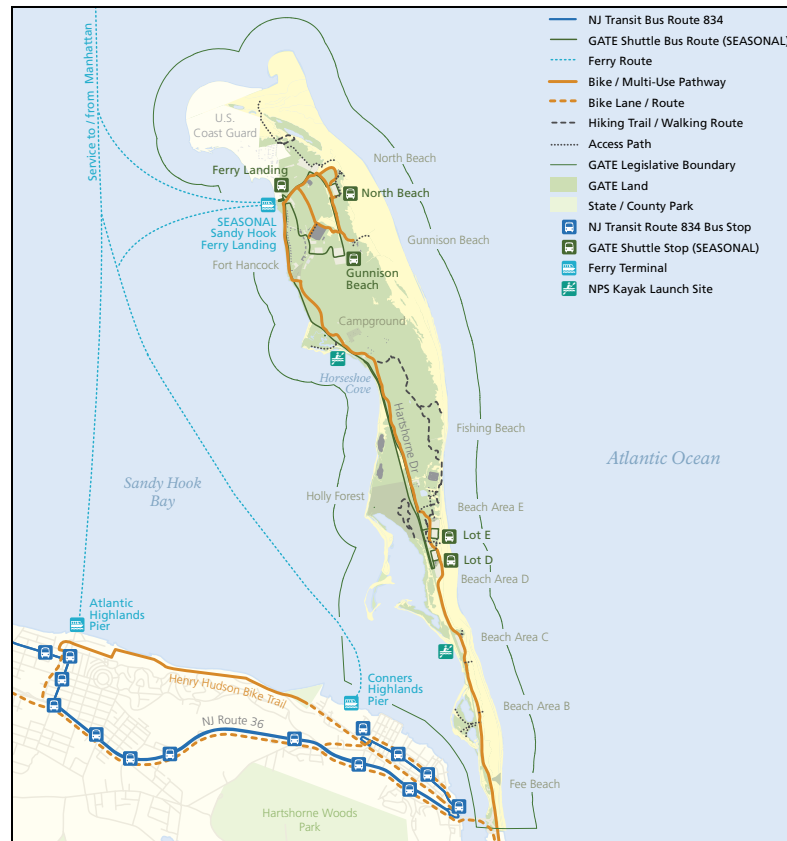 NJ Transit Bus Route 834
GATE Shuttle Bus Route (SEASONAL)
Ferry Route
Bike / Multi-Use Pathway
Bike Lane / Route
Hiking Trail / Walking Route
Access Path
GATE Legislative Boundary
GATE Land
State / County Park
NJ Transit Route 834 Bus Stop
GATE Shuttle Stop (SEASONAL)
Ferry Terminal
NPS Kayak Launch Site
Service to / from Manhattan
U.S.
Coast Guard
Ferry Landing
North Beach
North Beach
SEASONAL
Sandy Hook
Ferry Landing
Gunnison Beach
Fort Hancock
Gunnison
Beach
Campground
Horseshoe
Cove
Hartshorne Dr
Fishing Beach
Atlantic Ocean
Sandy Hook
Bay
Holly Forest
Beach Area E
Lot E
Lot D
Beach Area D
Atlantic
Highlands
Pier
Beach Area C
Conners
Highlands
Pier
Henry Hudson Bike Trail
Beach Area B
NJ Route 36
Fee Beach
Hartshorne Woods
Park